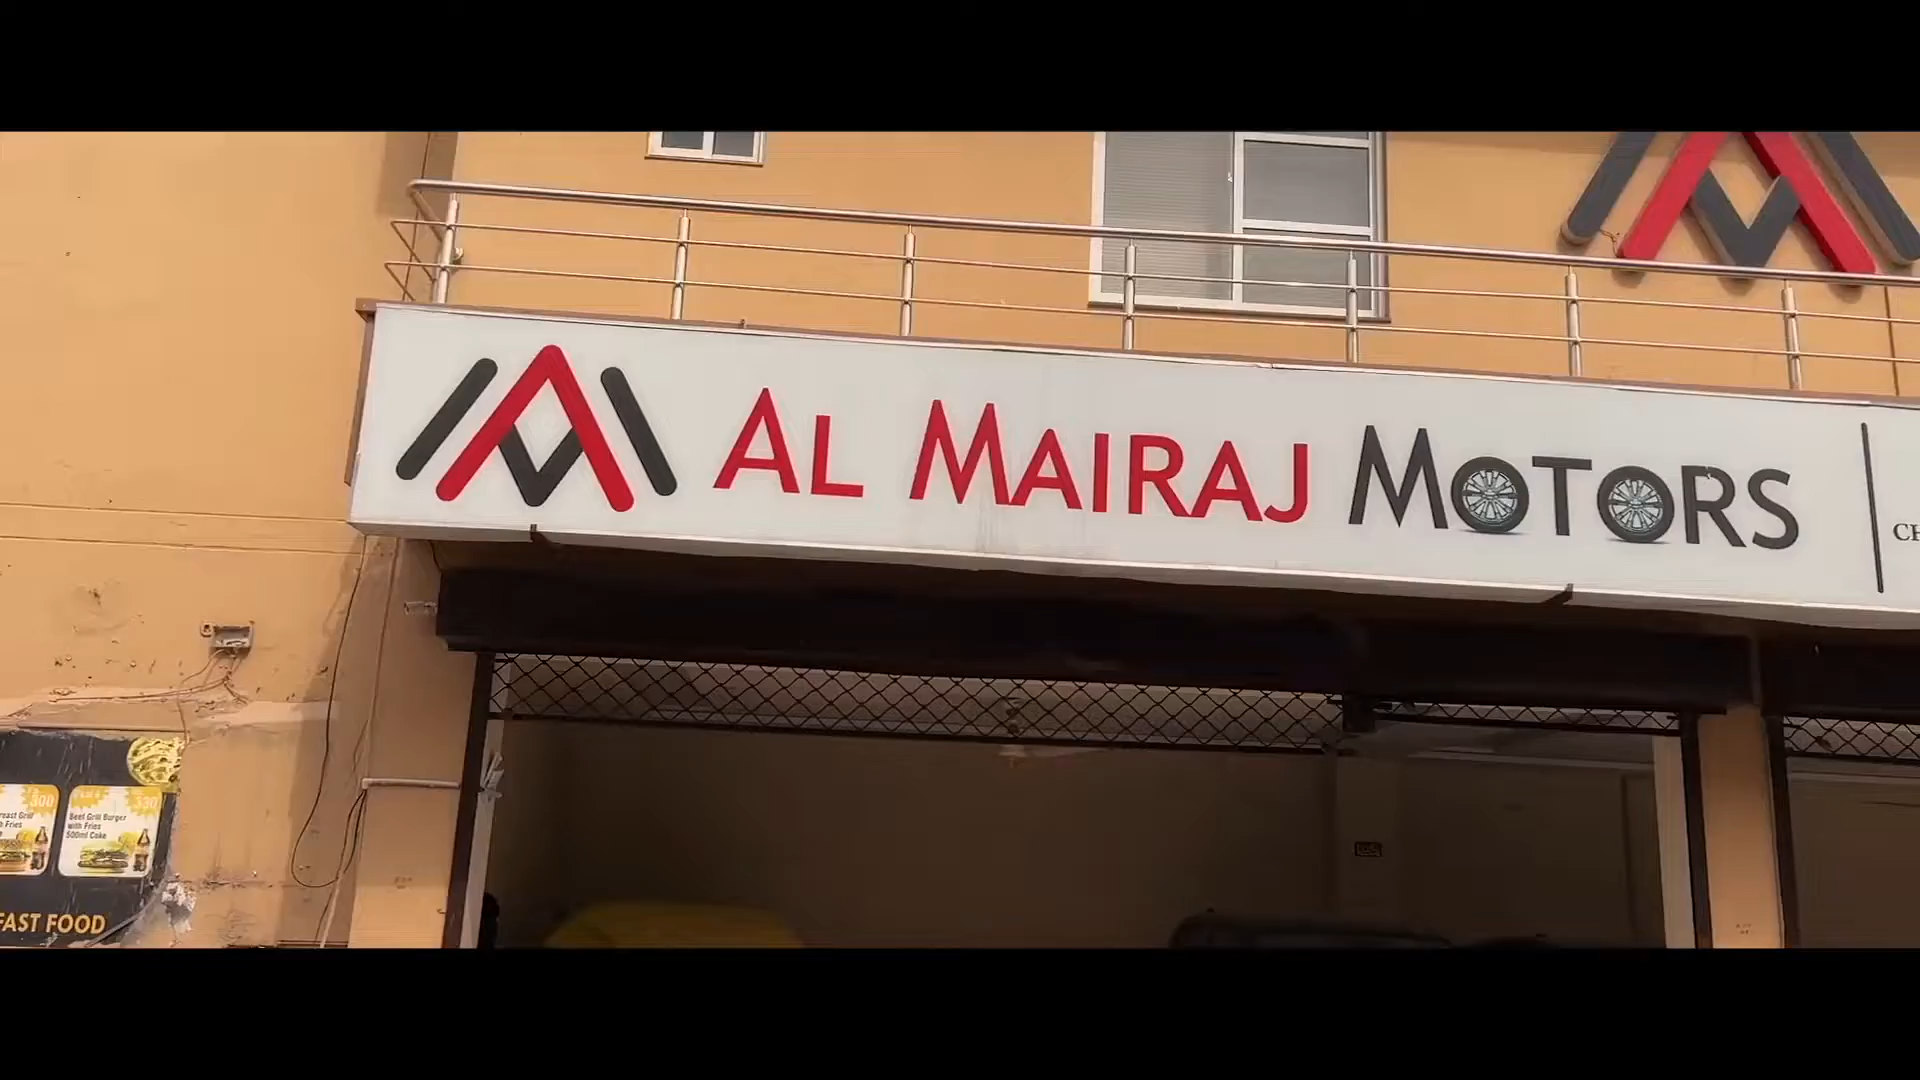 AL MAIRAJ MOTORS
CH
300
330
Beef Grill Burger
with Fries
500ml Coke
FAST FOOD